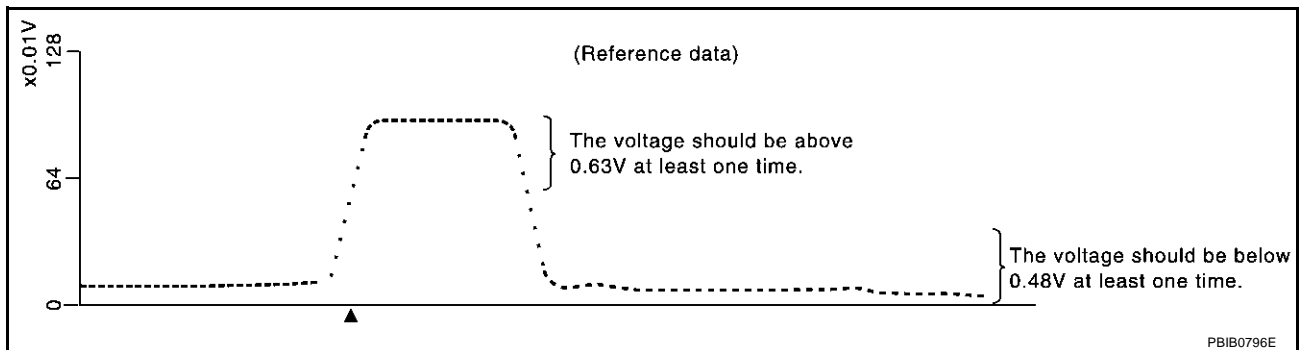 x0.01V
128
64
0
(Reference data)
The voltage should be above
0.63V at least one time.
The voltage should be below
0.48V at least one time.
PBIB0796E